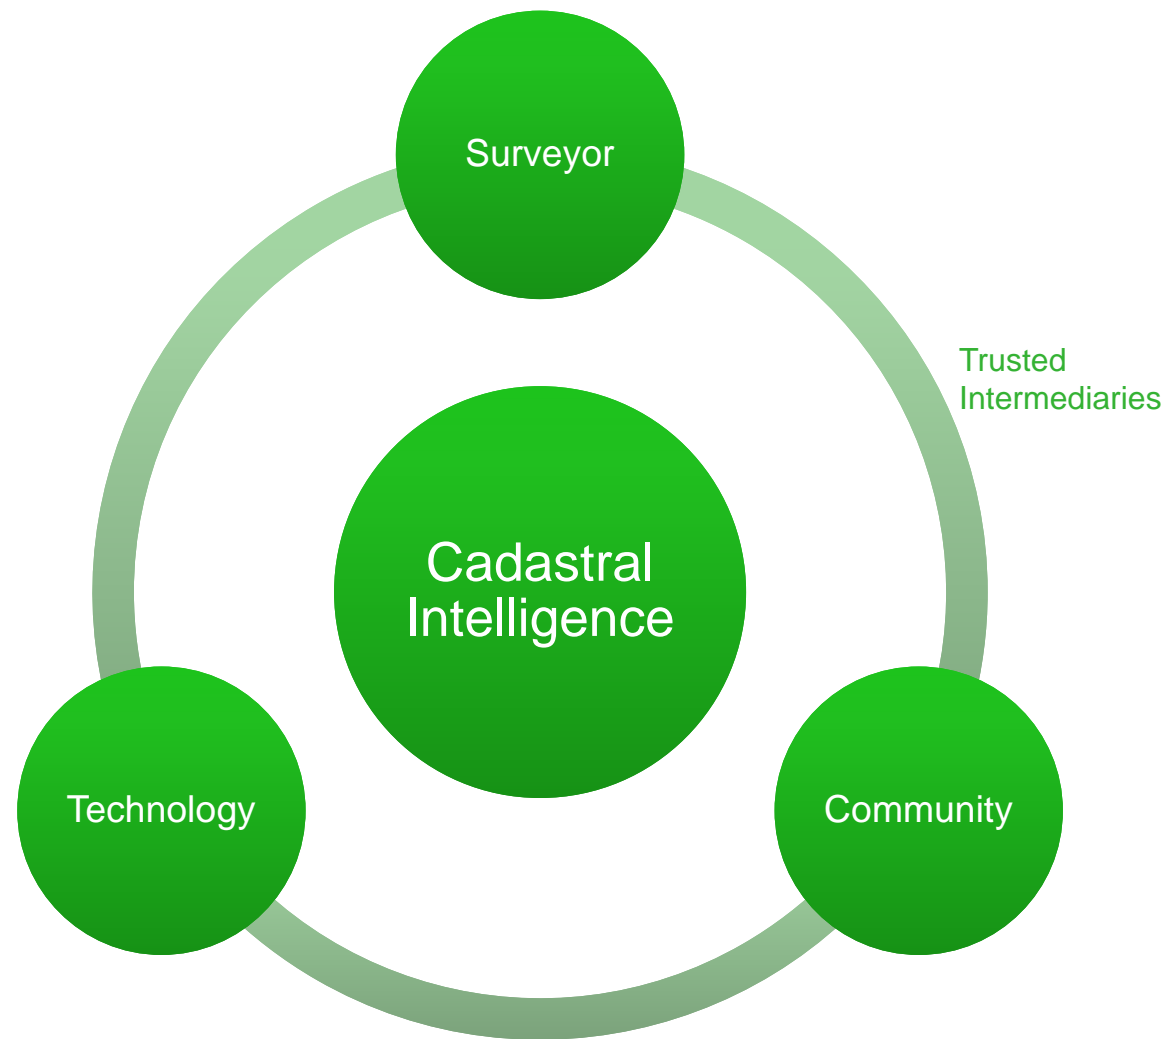 Surveyor
Trusted
Intermediaries
Cadastral
Intelligence
Technology
Community